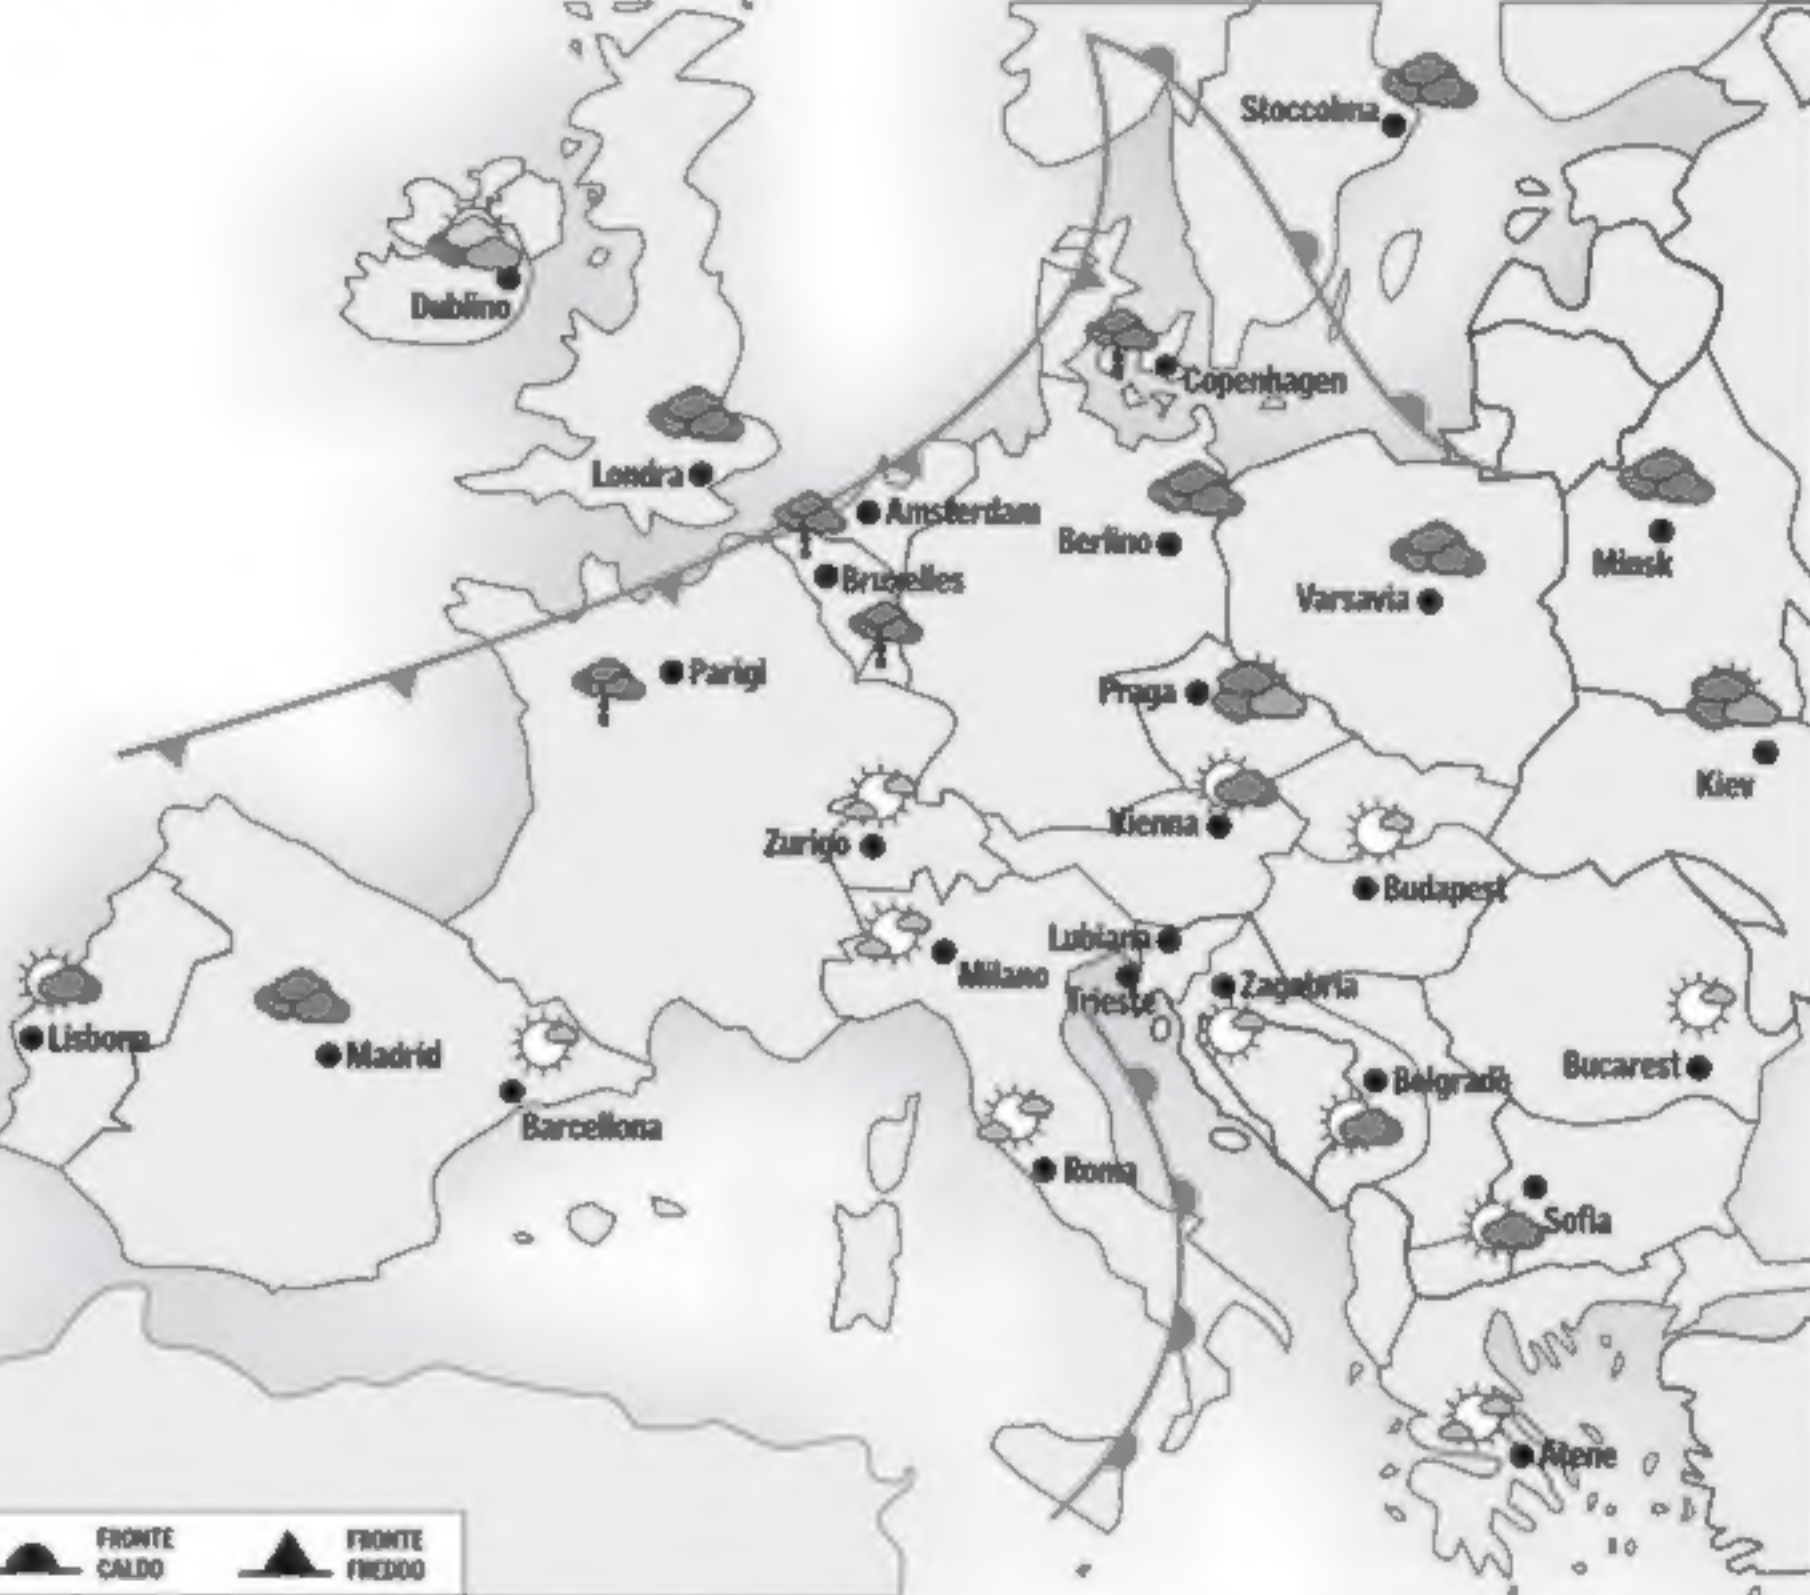 Stoccolma
Dublino
Copenhagen
Londra
Amsterdam
Berlino
Minsk
Bruxelles
Varsavia
Parigi
Praga
Kiev
Vienna
Zurigo
Budapest
Lubiana
Milano
Trieste
Zagabria
Lisbona
Madrid
Bucarest
Belgrado
Barcellona
Roma
Sofia
Atene
FRONTE
CALDO
FRONTE
FREDDO